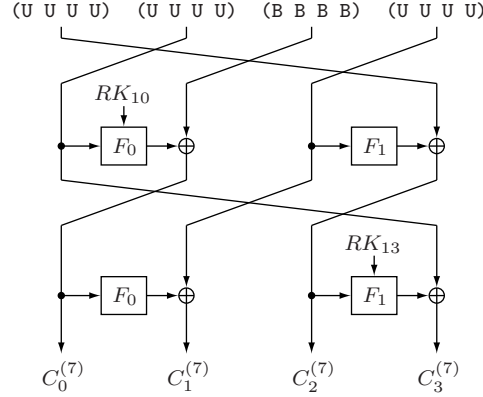 (U U U U) (U U U U) (B B B B) (U U U U)
RK₁₀
F₀ F₁
RK₁₃
F₀ F₁
C₀⁽⁷⁾ C₁⁽⁷⁾ C₂⁽⁷⁾ C₃⁽⁷⁾